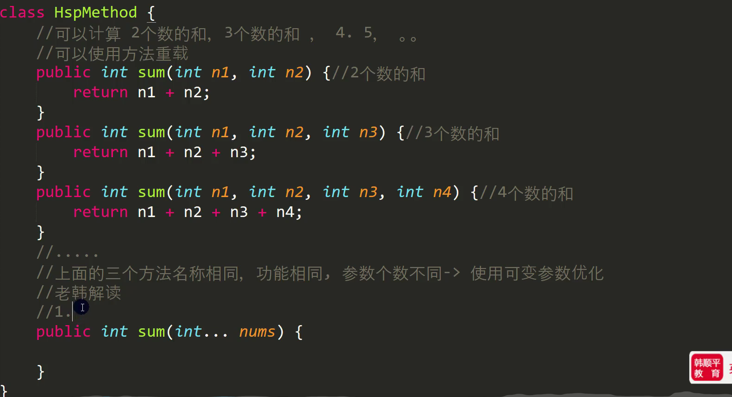 class HspMethod {
//可以计算 2个数的和，3个数的和 ， 4. 5， 。。
//可以使用方法重载
public int sum(int n1, int n2) {//2个数的和
return n1 + n2;
}
public int sum(int n1, int n2, int n3) {//3个数的和
return n1 + n2 + n3;
}
public int sum(int n1, int n2, int n3, int n4) {//4个数的和
return n1 + n2 + n3 + n4;
}
//.....
//上面的三个方法名称相同，功能相同, 参数个数不同-> 使用可变参数优化
//老韩解读
//1.
public int sum(int... nums) {
}
}
韩顺平
教 育